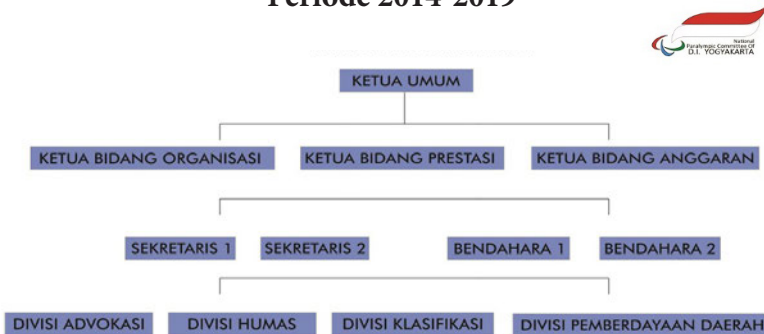 Periode 2014-2019
National
Paralympic Committee Of
D.I. YOGYAKARTA
KETUA UMUM
KETUA BIDANG ORGANISASI
KETUA BIDANG PRESTASI
KETUA BIDANG ANGGARAN
SEKRETARIS 1
SEKRETARIS 2
BENDAHARA 1
BENDAHARA 2
DIVISI ADVOKASI
DIVISI HUMAS
DIVISI KLASIFIKASI
DIVISI PEMBERDAYAAN DAERAH